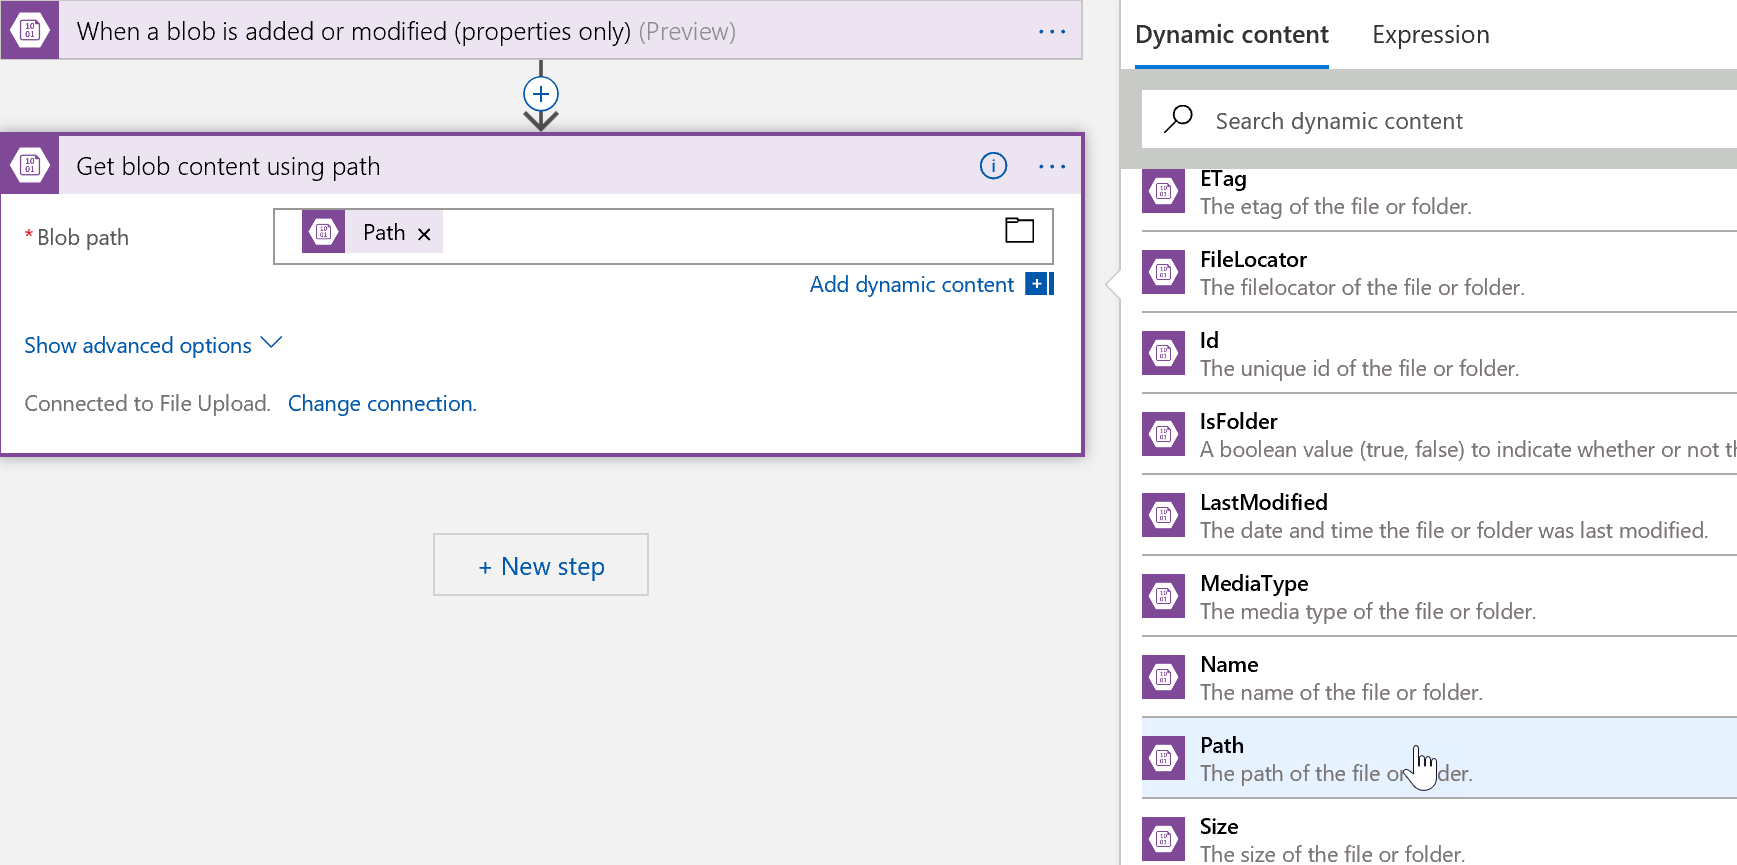 When a blob is added or modified (properties only) (Preview)
Get blob content using path
* Blob path
Path
Add dynamic content
Show advanced options
Connected to File Upload. Change connection.
+ New step
Dynamic content
Expression
Search dynamic content
ETag
The etag of the file or folder.
FileLocator
The filelocator of the file or folder.
Id
The unique id of the file or folder.
IsFolder
A boolean value (true, false) to indicate whether or not
LastModified
The date and time the file or folder was last modified.
MediaType
The media type of the file or folder.
Name
The name of the file or folder.
Path
The path of the file or folder.
Size
The size of the file or folder.